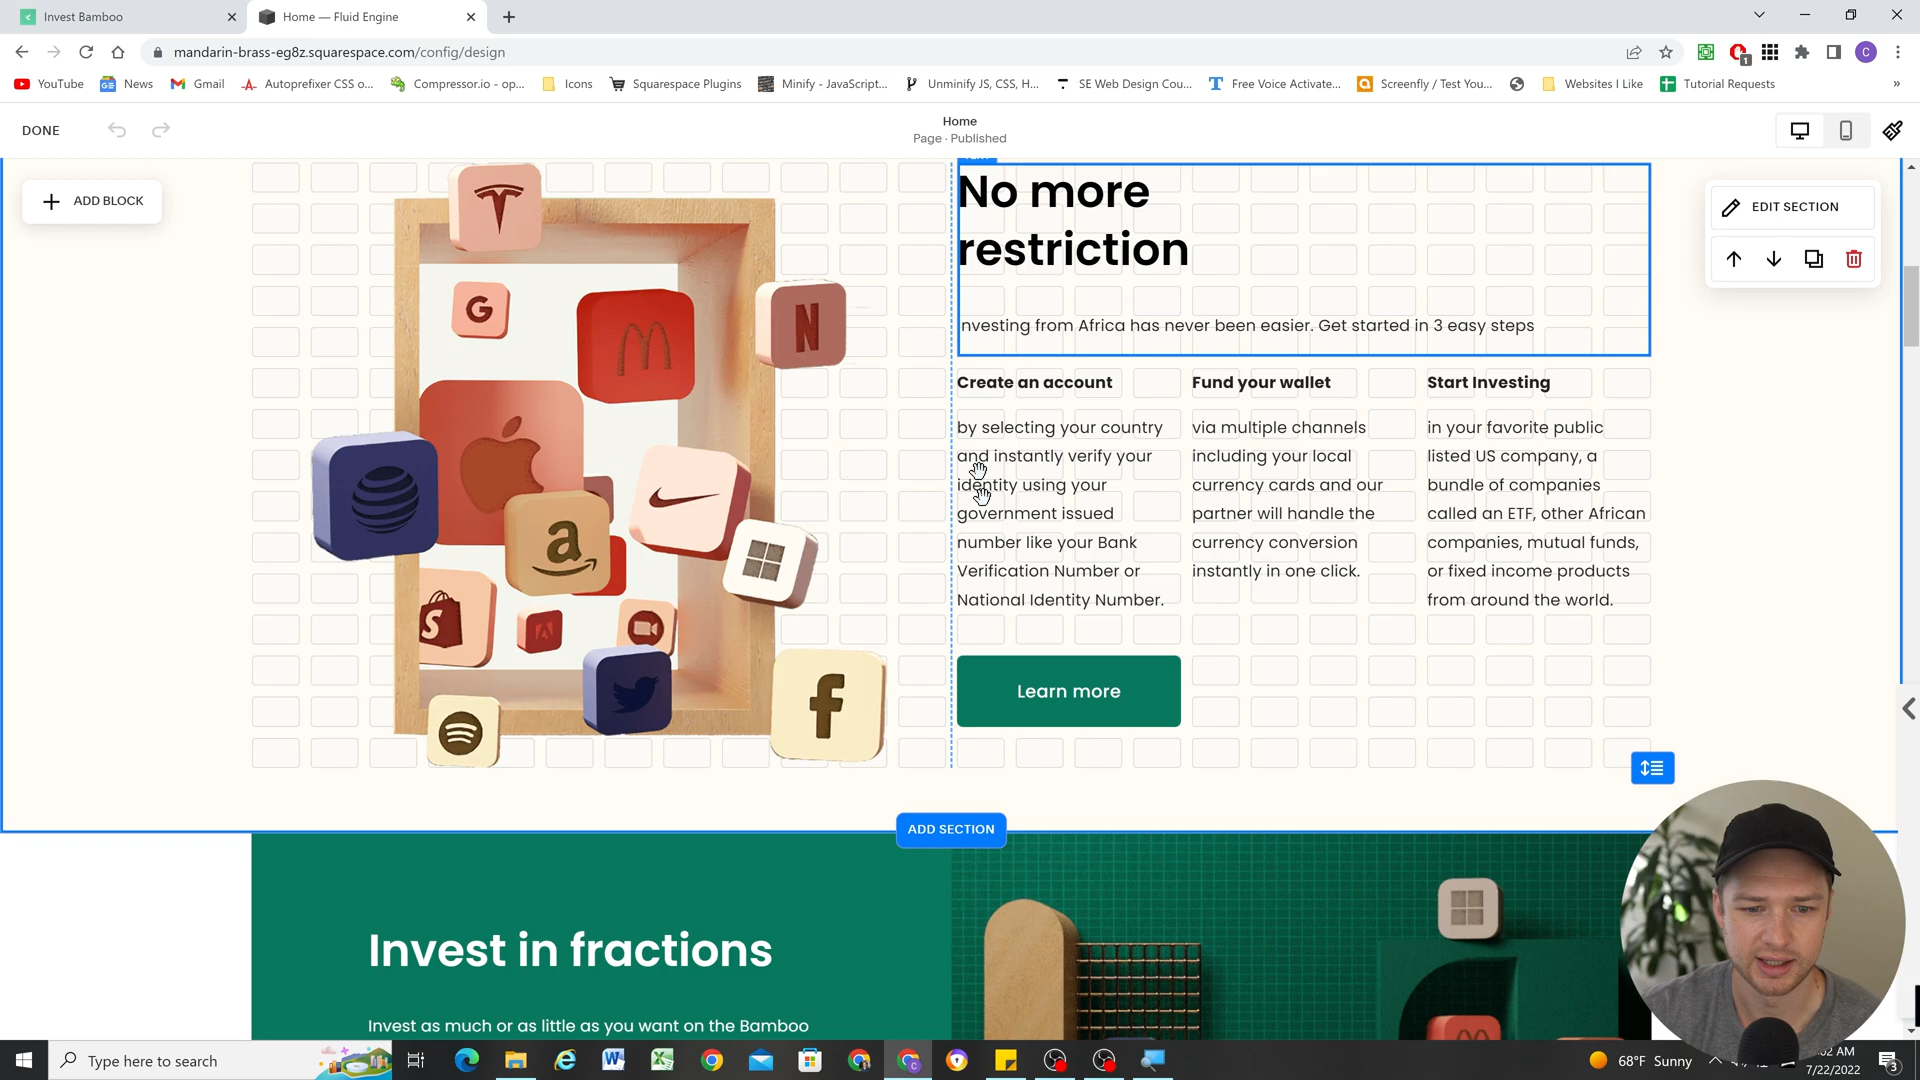 Invest Bamboo
Home — Fluid Engine
mandarin-brass-eg8z.squarespace.com/config/design
YouTube
News
Gmail
Autoprefixer CSS o...
Compressor.io - op...
Icons
Squarespace Plugins
Minify - JavaScript...
Unminify JS, CSS, H...
SE Web Design Cou...
Free Voice Activate...
Screenfly / Test You...
Websites I Like
Tutorial Requests
DONE
Home
Page · Published
ADD BLOCK
EDIT SECTION
No more
restriction
nvesting from Africa has never been easier. Get started in 3 easy steps
Create an account
by selecting your country
and instantly verify your
identity using your
government issued
number like your Bank
Verification Number or
National Identity Number.
Fund your wallet
via multiple channels
including your local
currency cards and our
partner will handle the
currency conversion
instantly in one click.
Start Investing
in your favorite public
listed US company, a
bundle of companies
called an ETF, other African
companies, mutual funds,
or fixed income products
from around the world.
Learn more
ADD SECTION
Invest in fractions
Invest as much or as little as you want on the Bamboo
Type here to search
68°F Sunny
:02 AM
7/22/2022
3